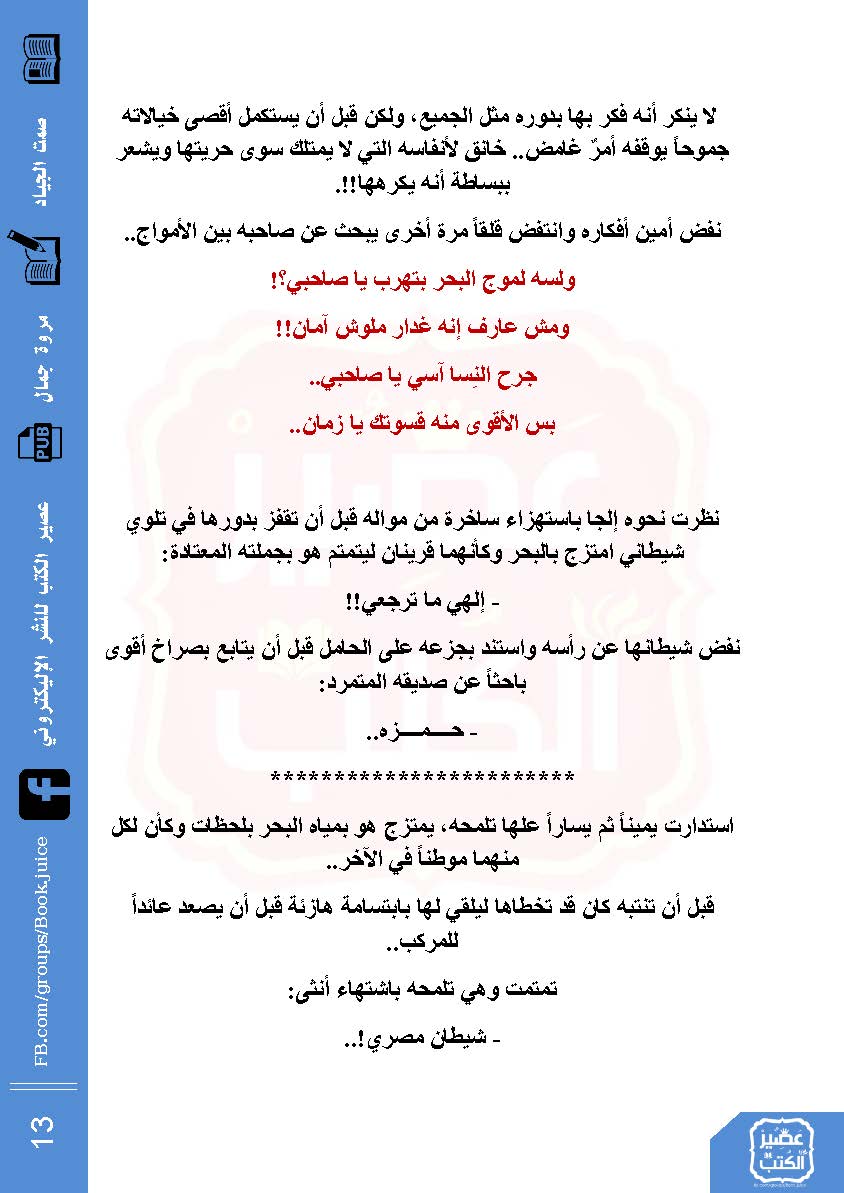 لا ينكر أنه فكر بها بدوره مثل الجميع، ولكن قبل أن يستكمل أقصى خيالاته
جموحاً يوقفه أمرٌ غامض.. خانق لأنفاسه التي لا يمتلك سوى حريتها ويشعر
ببساطة أنه يكرهها!!.
نفض أمين أفكاره وانتفض قلقاً مرة أخرى يبحث عن صاحبه بين الأمواج..
ولسه لموج البحر بتهرب يا صاحبي؟!
ومش عارف إنه غدار ملوش آمان!!
جرح النِسا آسي يا صاحبي..
بس الأقوى منه قسوتك يا زمان..
نظرت نحوه إلجا باستهزاء ساخرة من مواله قبل أن تقفز بدورها في تلوي
شيطاني امتزج بالبحر وكأنهما قرينان ليتمتم هو بجملته المعتادة:
- إلهي ما ترجعي!!
نفض شيطانها عن رأسه واستند بجزعه على الحامل قبل أن يتابع بصراخ أقوى
باحثاً عن صديقه المتمرد:
- حــــمــــزه..
************************
استدارت يميناً ثم يساراً علها تلمحه، يمتزج هو بمياه البحر بلحظات وكأن لكل
منهما موطناً في الآخر..
قبل أن تنتبه كان قد تخطاها ليلقي لها بابتسامة هازئة قبل أن يصعد عائداً
للمركب..
تمتمت وهي تلمحه باشتهاء أنثى:
- شيطان مصري!..
صمت الجياد
مروة جمال
PUB
عصير الكتب للنشر الإليكتروني
FB.com/groups/Book.juice
13
عصير
الكتب
عصير
الكتب